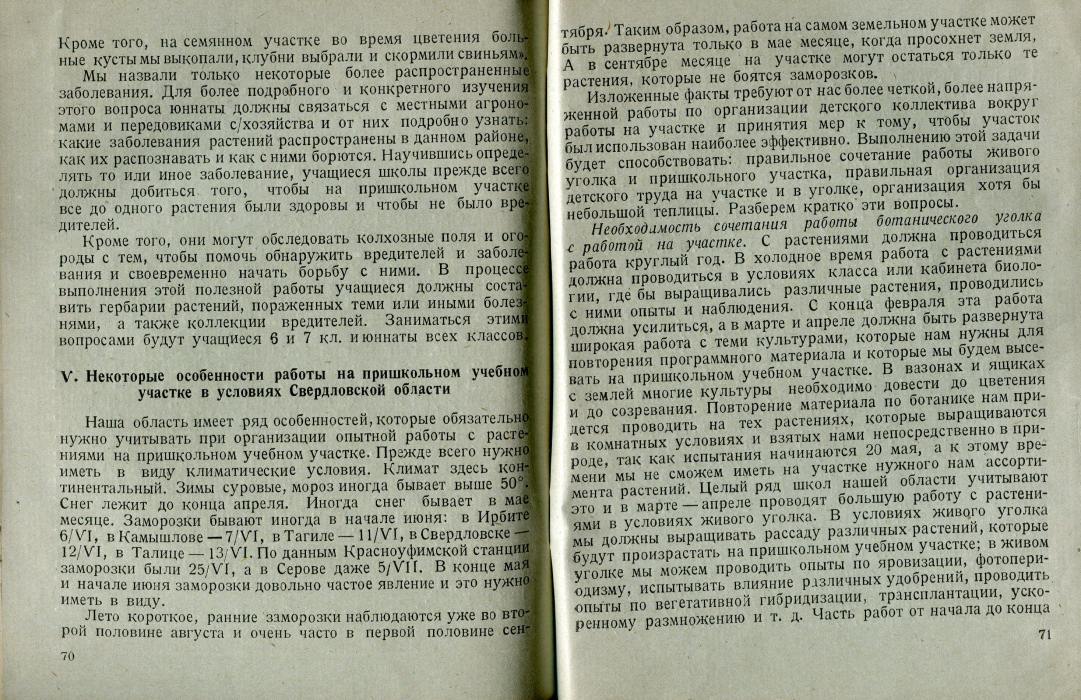 Кроме того, на семянном участке во время цветения боль-
ные кусты мы выкопали, клубни выбрали и скормили свиньям».
Мы назвали только некоторые более распространенные
заболевания. Для более подрабного и конкретного изучения
этого вопроса юннаты должны связаться с местными агроно-
мами и передовиками с/хозяйства и от них подробно узнать:
какие заболевания растений распространены в данном районе,
как их распознавать и как с ними борются. Научившись опреде-
лять то или иное заболевание, учащиеся школы прежде всего
должны добиться того, чтобы на пришкольном участке
все до одного растения были здоровы и чтобы не было вре-
дителей.
Кроме того, они могут обследовать колхозные поля и ого-
роды с тем, чтобы помочь обнаружить вредителей и заболе-
вания и своевременно начать борьбу с ними. В процессе
выполнения этой полезной работы учащиеся должны соста-
вить гербарии растений, пораженных теми или иными болез-
нями, а также коллекции вредителей. Заниматься этими
вопросами будут учащиеся 6 и 7 кл. и юннаты всех классов.
V. Некоторые особенности работы на пришкольном учебном
участке в условиях Свердловской области
Наша область имеет ряд особенностей, которые обязательно
нужно учитывать при организации опытной работы с расте-
ниями на пришкольном учебном участке. Прежде всего нужно
иметь в виду климатические условия. Климат здесь кон-
тинентальный. Зимы суровые, мороз иногда бывает выше 50°.
Снег лежит до конца апреля. Иногда снег бывает в мае
месяце. Заморозки бывают иногда в начале июня: в Ирбите
6/VI, в Камышлове — 7/VI, в Тагиле — 11/VI, в Свердловске —
12/VI, в Талице — 13/VI. По данным Красноуфимской станции
заморозки были 25/VI, а в Серове даже 5/VII. В конце мая
и начале июня заморозки довольно частое явление и это нужно
иметь в виду.
Лето короткое, ранние заморозки наблюдаются уже во вто-
рой половине августа и очень часто в первой половине сен-
70
тября. Таким образом, работа на самом земельном участке может
быть развернута только в мае месяце, когда просохнет земля,
А в сентябре месяце на участке могут остаться только те
растения, которые не боятся заморозков.
Изложенные факты требуют от нас более четкой, более напря-
женной работы по организации детского коллектива вокруг
работы на участке и принятия мер к тому, чтобы участок
был использован наиболее эффективно. Выполнению этой задачи
будет способствовать: правильное сочетание работы живого
уголка и пришкольного участка, правильная организация
детского труда на участке и в уголке, организация хотя бы
небольшой теплицы. Разберем кратко эти вопросы.
Необходимость сочетания работы ботанического уголка
с работой на участке. С растениями должна проводиться
работа круглый год. В холодное время работа с растениями
должна проводиться в условиях класса или кабинета биоло-
гии, где бы выращивались различные растения, проводились
с ними опыты и наблюдения. С конца февраля эта работа
должна усилиться, а в марте и апреле должна быть развернута
широкая работа с теми культурами, которые нам нужны для
повторения программного материала и которые мы будем высе-
вать на пришкольном учебном участке. В вазонах и ящиках
с землей многие культуры необходимо довести до цветения
и до созревания. Повторение материала по ботанике нам при-
дется проводить на тех растениях, которые выращиваются
в комнатных условиях и взятых нами непосредственно в при-
роде, так как испытания начинаются 20 мая, а к этому вре-
мени мы не сможем иметь на участке нужного нам ассорти-
мента растений. Целый ряд школ нашей области учитывают
это и в марте — апреле проводят большую работу с растени-
ями в условиях живого уголка. В условиях живого уголка
мы должны выращивать рассаду различных растений, которые
будут произрастать на пришкольном учебном участке; в живом
уголке мы можем проводить опыты по яровизации, фотопери-
одизму, испытывать влияние различных удобрений, проводить
опыты по вегетативной гибридизации, трансплантации, уско-
ренному размножению и т. д. Часть работ от начала до конца
71